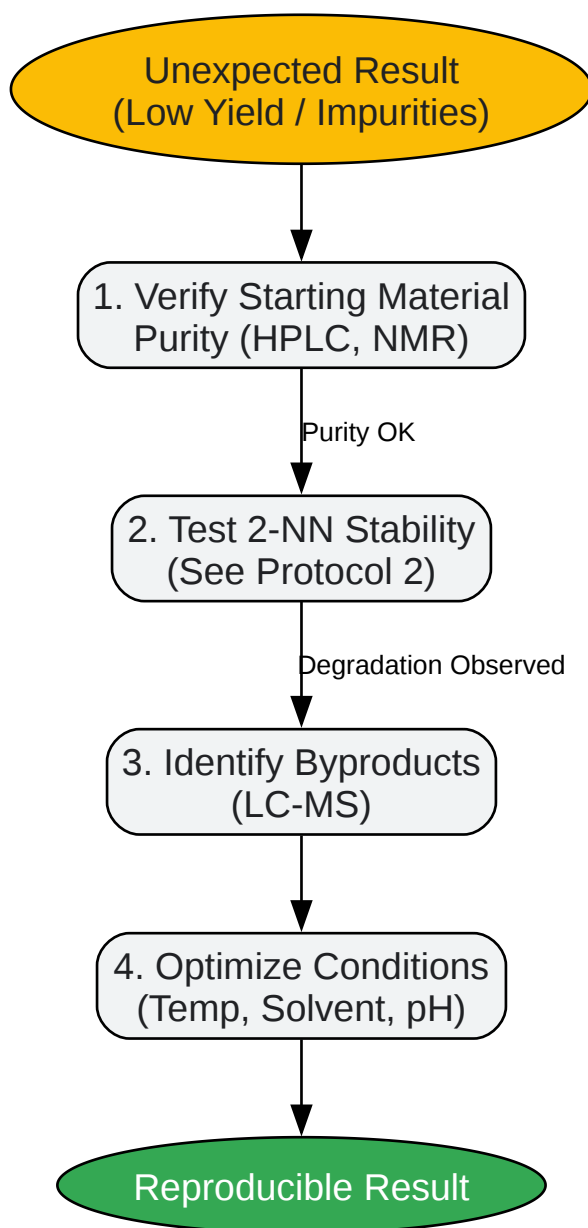 Unexpected Result
(Low Yield / Impurities)
1. Verify Starting Material
Purity (HPLC, NMR)
Purity OK
2. Test 2-NN Stability
(See Protocol 2)
Degradation Observed
3. Identify Byproducts
(LC-MS)
4. Optimize Conditions
(Temp, Solvent, pH)
Reproducible Result